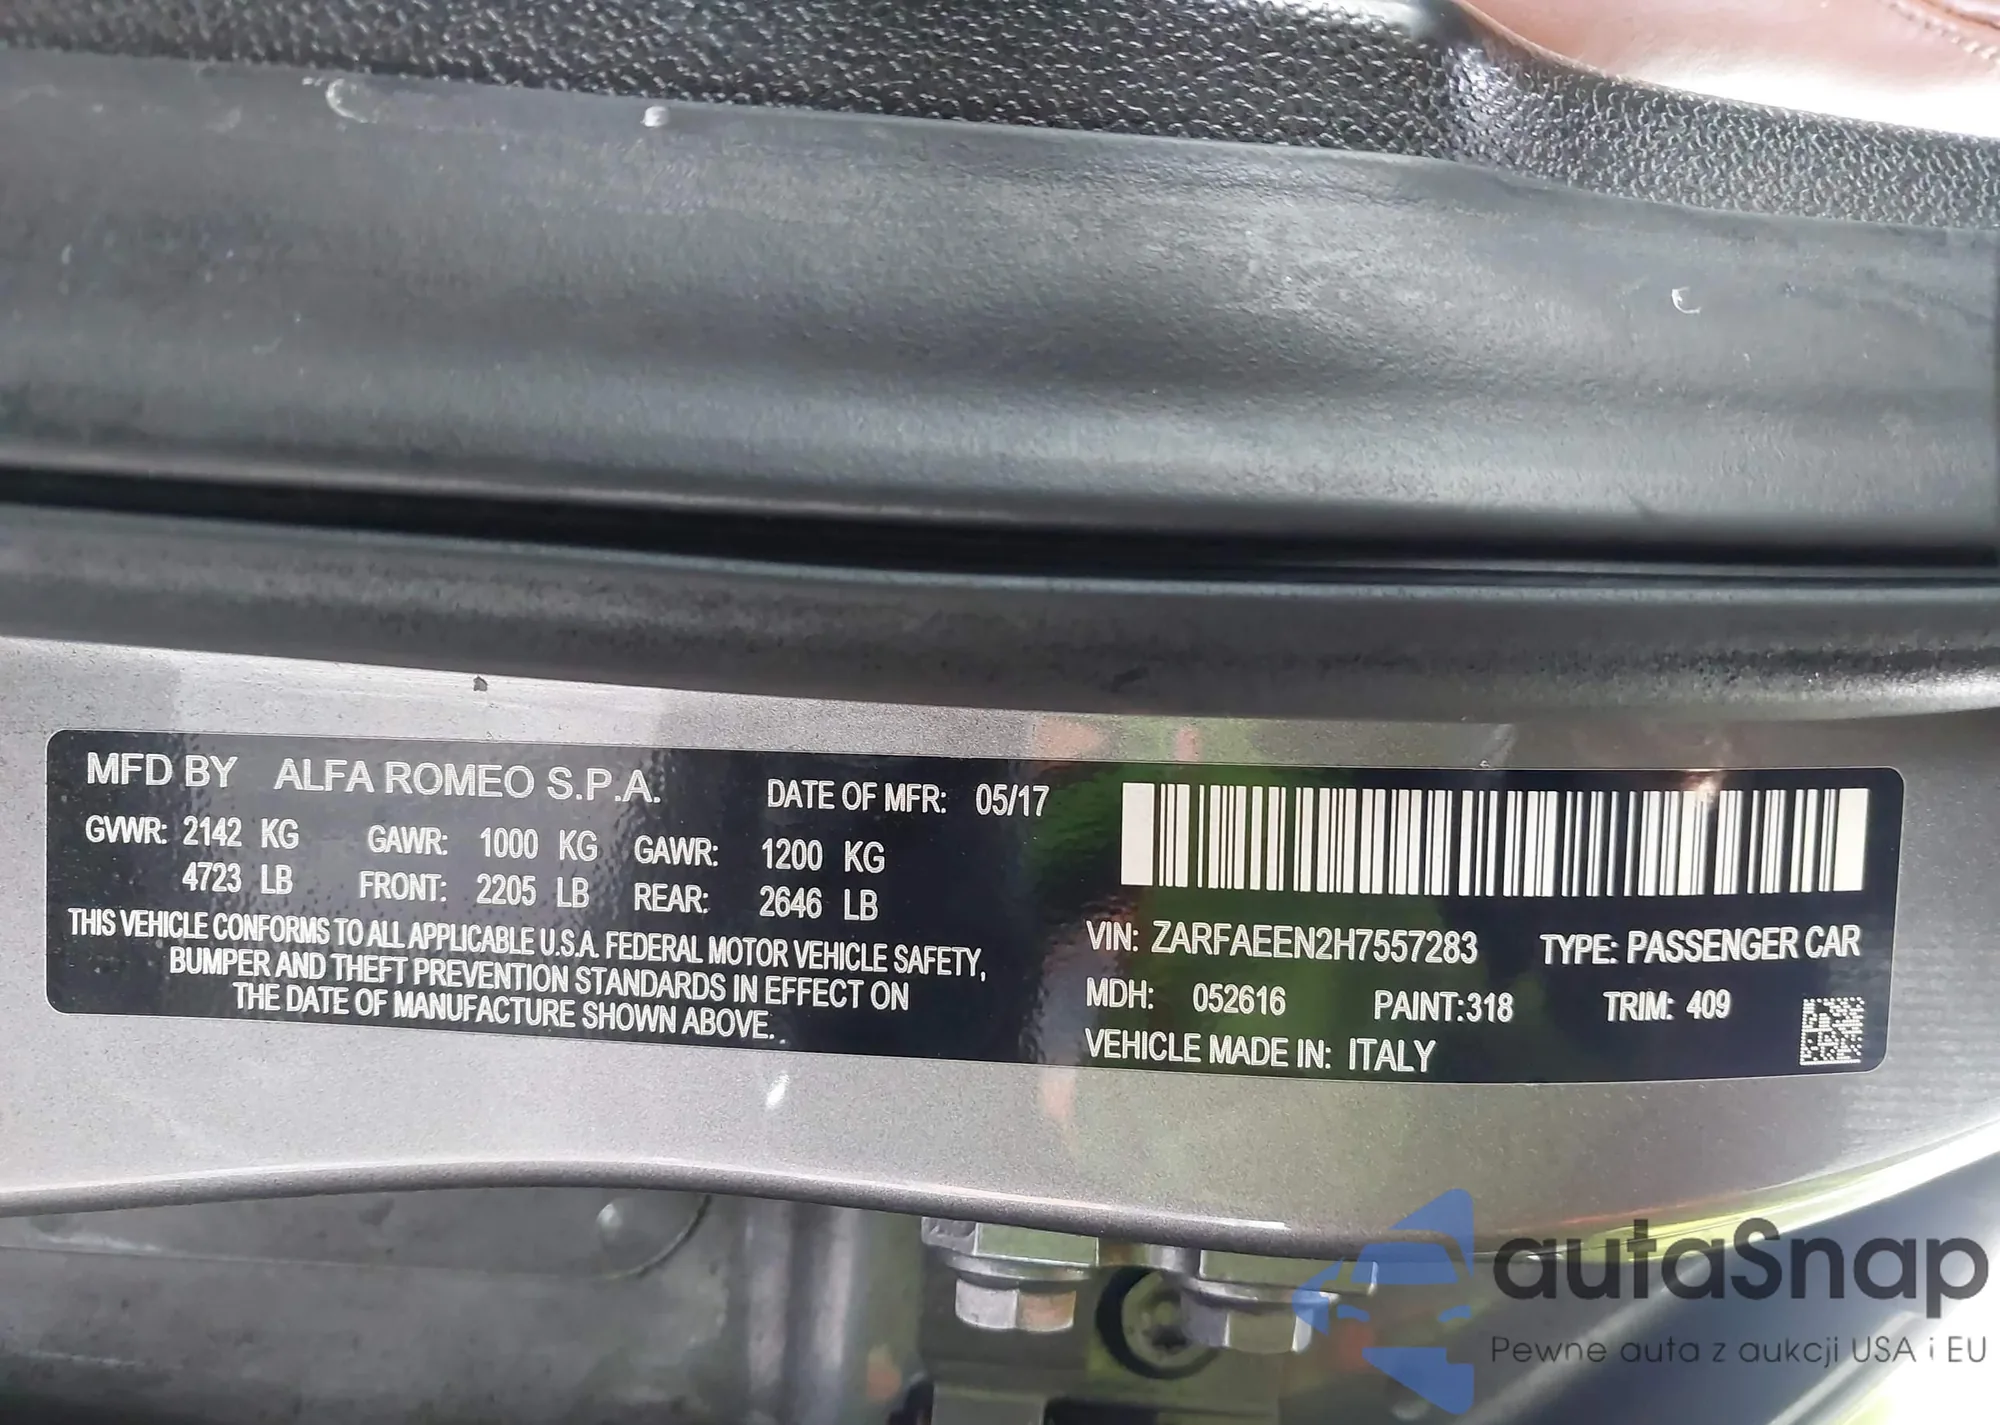 MFD BY ALFA ROMEO S.P.A. DATE OF MFR: 05/17
GVWR: 2142 KG GAWR: 1000 KG GAWR: 1200 KG
4723 LB FRONT: 2205 LB REAR: 2646 LB
THIS VEHICLE CONFORMS TO ALL APPLICABLE U.S.A. FEDERAL MOTOR VEHICLE SAFETY,
BUMPER AND THEFT PREVENTION STANDARDS IN EFFECT ON
THE DATE OF MANUFACTURE SHOWN ABOVE.
VIN: ZARFAEEN2H7557283 TYPE: PASSENGER CAR
MDH: 052616 PAINT:318 TRIM: 409
VEHICLE MADE IN: ITALY
autaSnap
Pewne auta z aukcji USA i EU